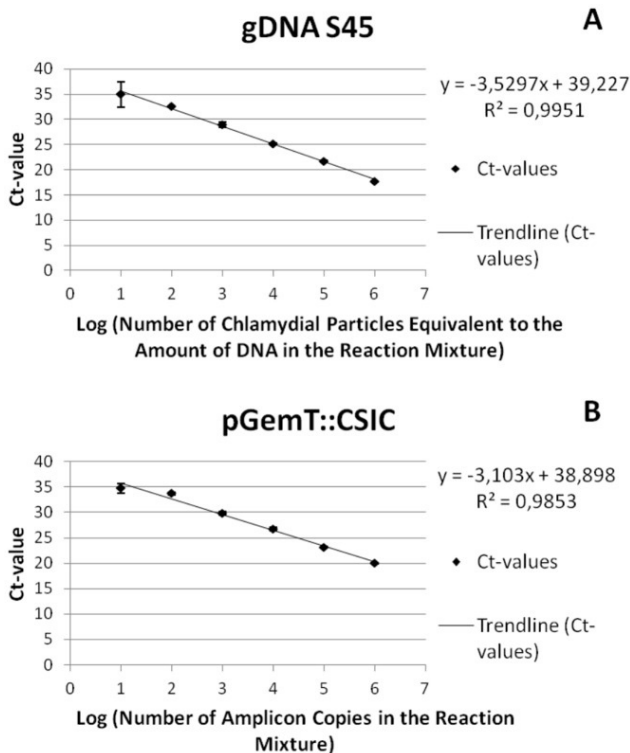 gDNA S45
A
40
35
30
25
20
15
10
5
0
Ct-value
0 1 2 3 4 5 6 7
Log (Number of Chlamydial Particles Equivalent to the
Amount of DNA in the Reaction Mixture)
y = -3,5297x + 39,227
R² = 0,9951
Ct-values
Trendline (Ct-
values)
pGemT::CSIC
B
40
35
30
25
20
15
10
5
0
Ct-value
0 1 2 3 4 5 6 7
Log (Number of Amplicon Copies in the Reaction
Mixture)
y = -3,103x + 38,898
R² = 0,9853
Ct-values
Trendline (Ct-
values)